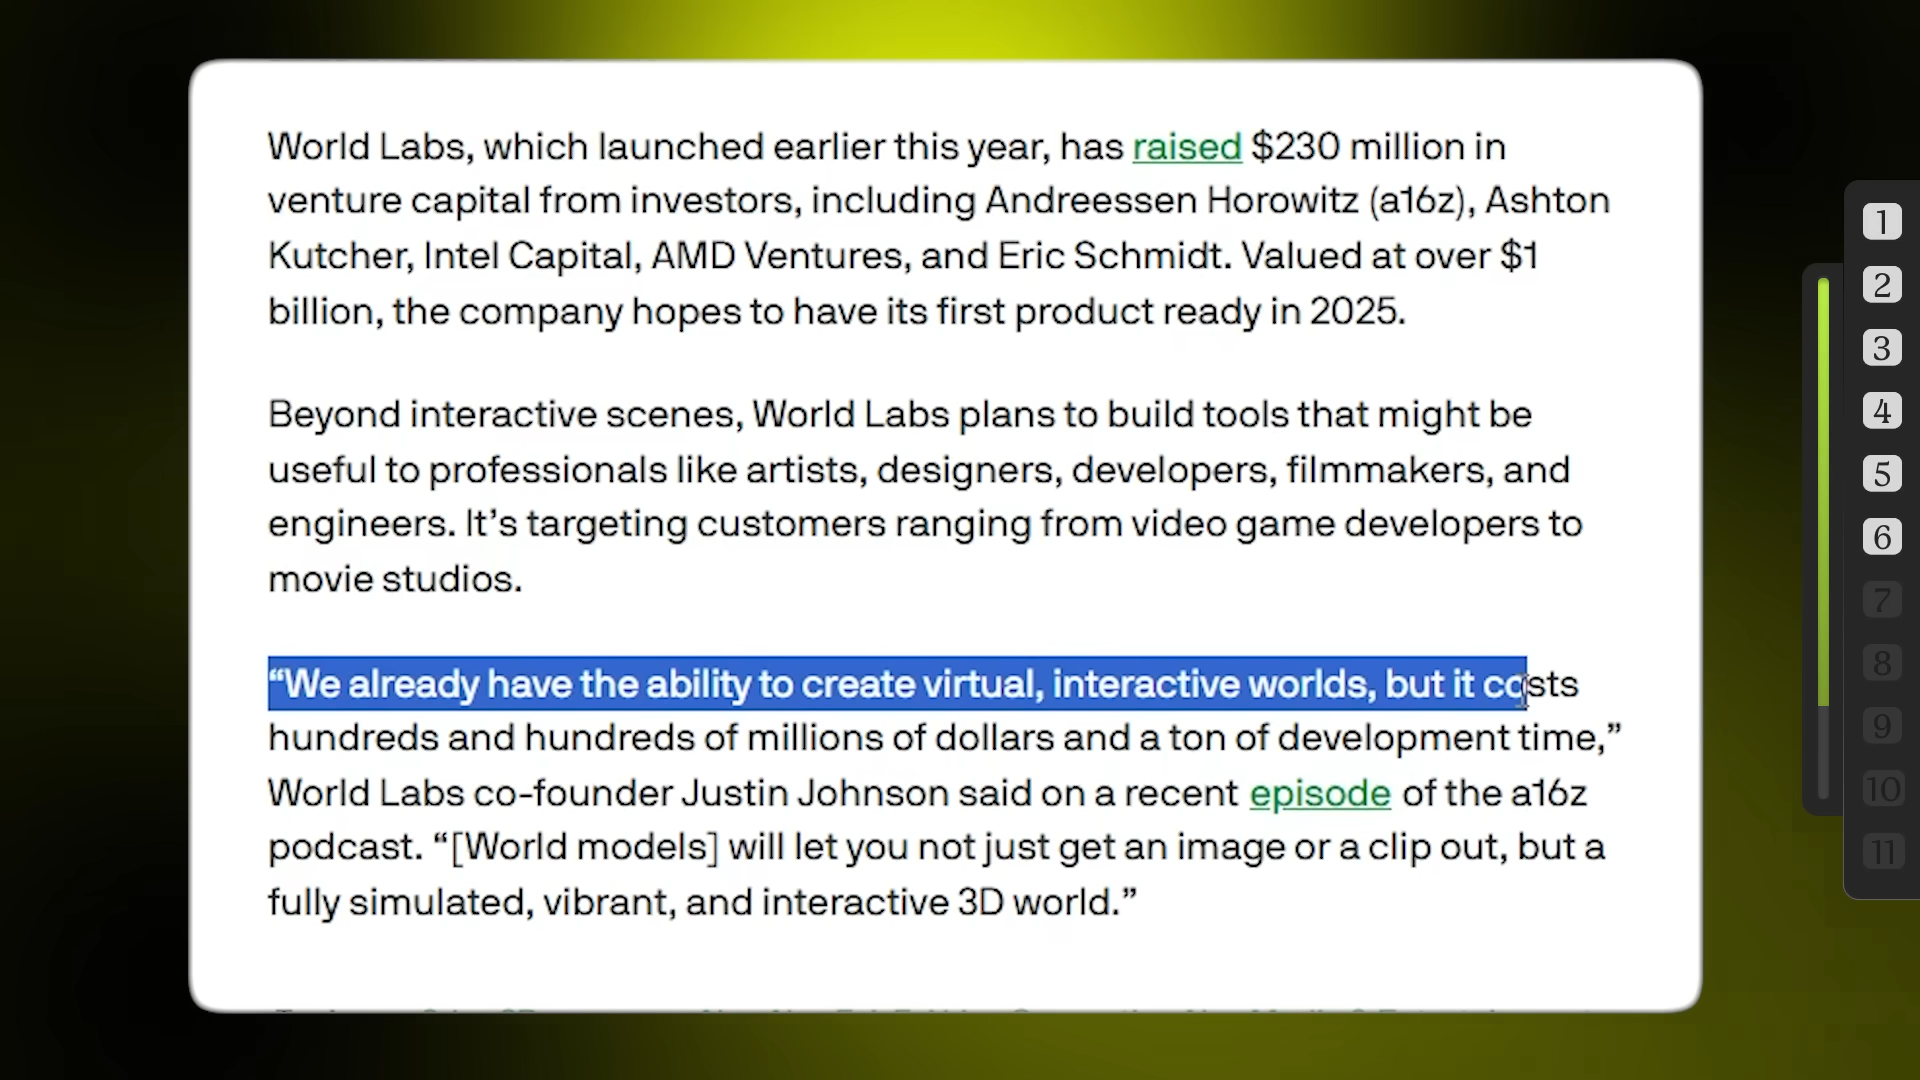 World Labs, which launched earlier this year, has raised $230 million in
venture capital from investors, including Andreessen Horowitz (a16z), Ashton
Kutcher, Intel Capital, AMD Ventures, and Eric Schmidt. Valued at over $1
billion, the company hopes to have its first product ready in 2025.
Beyond interactive scenes, World Labs plans to build tools that might be
useful to professionals like artists, designers, developers, filmmakers, and
engineers. It’s targeting customers ranging from video game developers to
movie studios.
“We already have the ability to create virtual, interactive worlds, but it costs
hundreds and hundreds of millions of dollars and a ton of development time,”
World Labs co-founder Justin Johnson said on a recent episode of the a16z
podcast. “[World models] will let you not just get an image or a clip out, but a
fully simulated, vibrant, and interactive 3D world.”
1
2
3
4
5
6
7
8
9
10
11